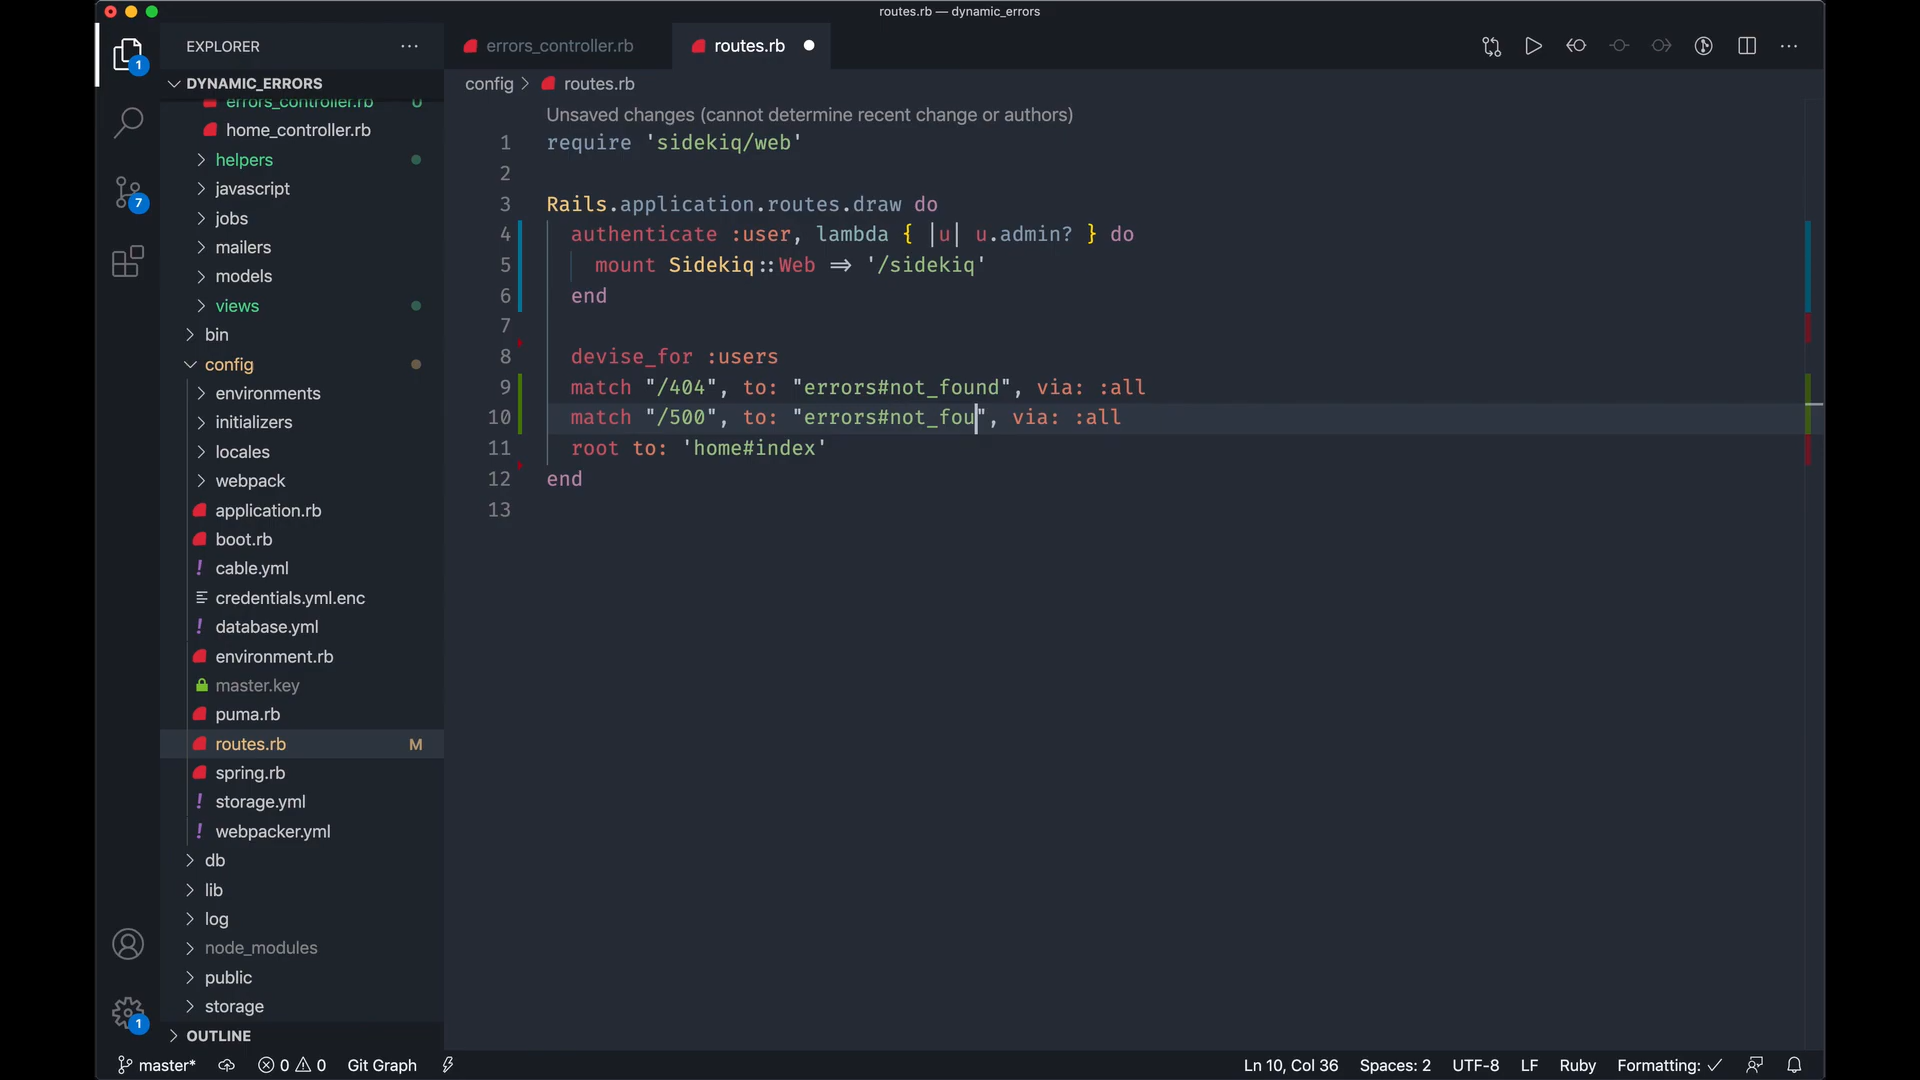 routes.rb — dynamic_errors
EXPLORER
errors_controller.rb
routes.rb
1
DYNAMIC_ERRORS
config > routes.rb
errors_controller.rb U
home_controller.rb
helpers
javascript
jobs
mailers
models
views
bin
config
environments
initializers
locales
webpack
application.rb
boot.rb
cable.yml
credentials.yml.enc
database.yml
environment.rb
master.key
puma.rb
routes.rb M
spring.rb
storage.yml
webpacker.yml
db
lib
log
node_modules
public
storage
OUTLINE
7
1
Unsaved changes (cannot determine recent change or authors)
1 require 'sidekiq/web'
2
3 Rails.application.routes.draw do
4 authenticate :user, lambda { |u| u.admin? } do
5 mount Sidekiq::Web => '/sidekiq'
6 end
7
8 devise_for :users
9 match "/404", to: "errors#not_found", via: :all
10 match "/500", to: "errors#not_fou", via: :all
11 root to: 'home#index'
12 end
13
master* 0 0 Git Graph Ln 10, Col 36 Spaces: 2 UTF-8 LF Ruby Formatting: ✓